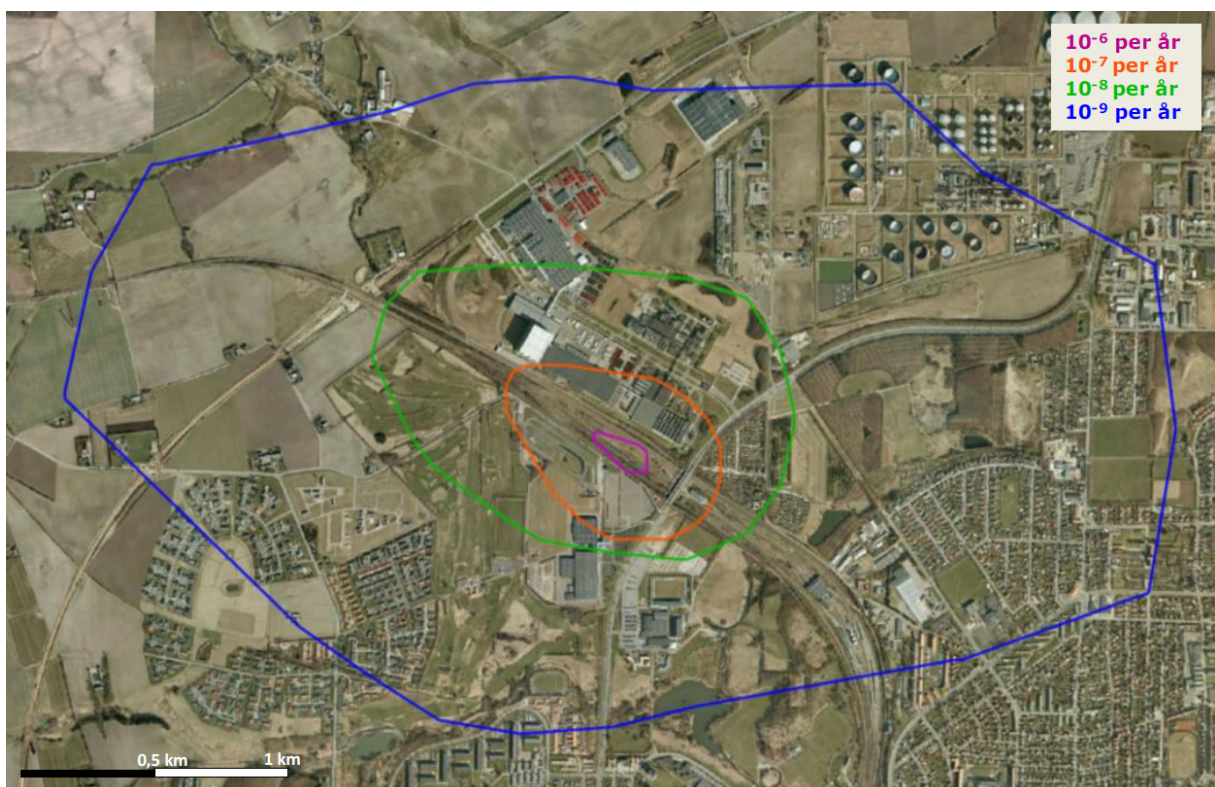 10⁻⁶ per år
10⁻⁷ per år
10⁻⁸ per år
10⁻⁹ per år
0,5 km 1 km